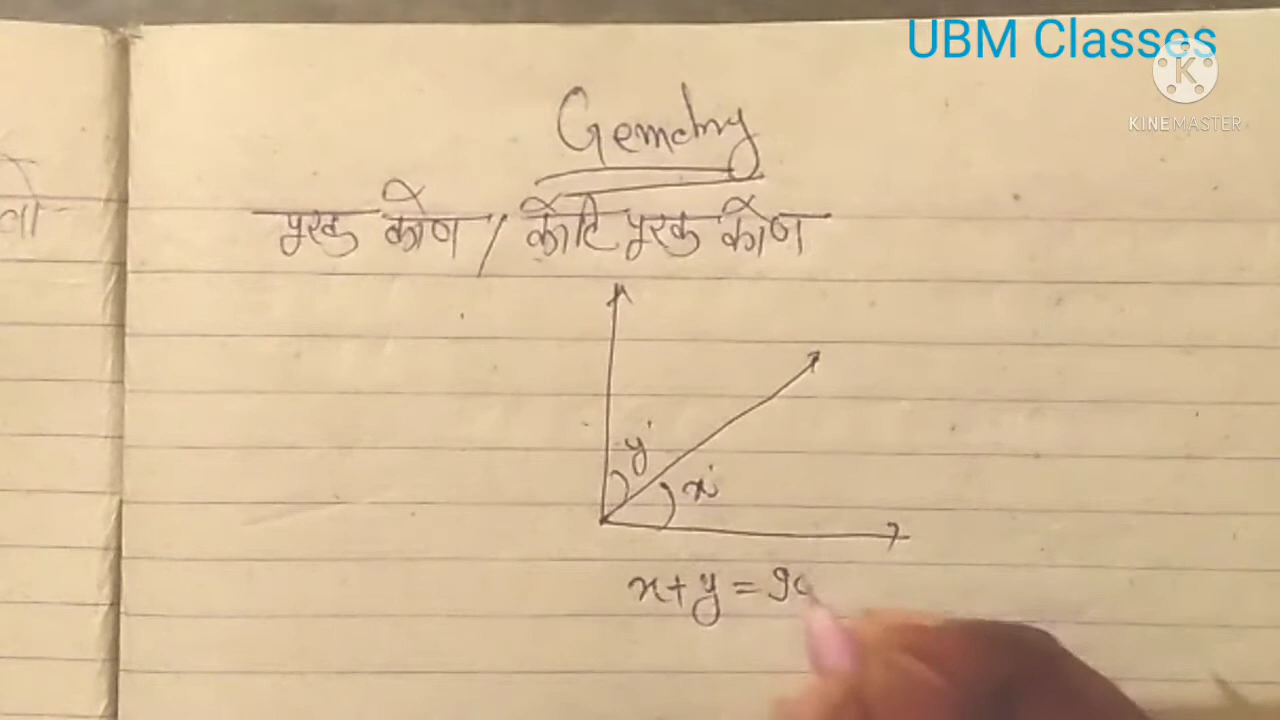 UBM Classes
KINEMASTER
Gemetry
पूरक कोण / कोटि पूरक कोण
y°
x°
x + y = 90